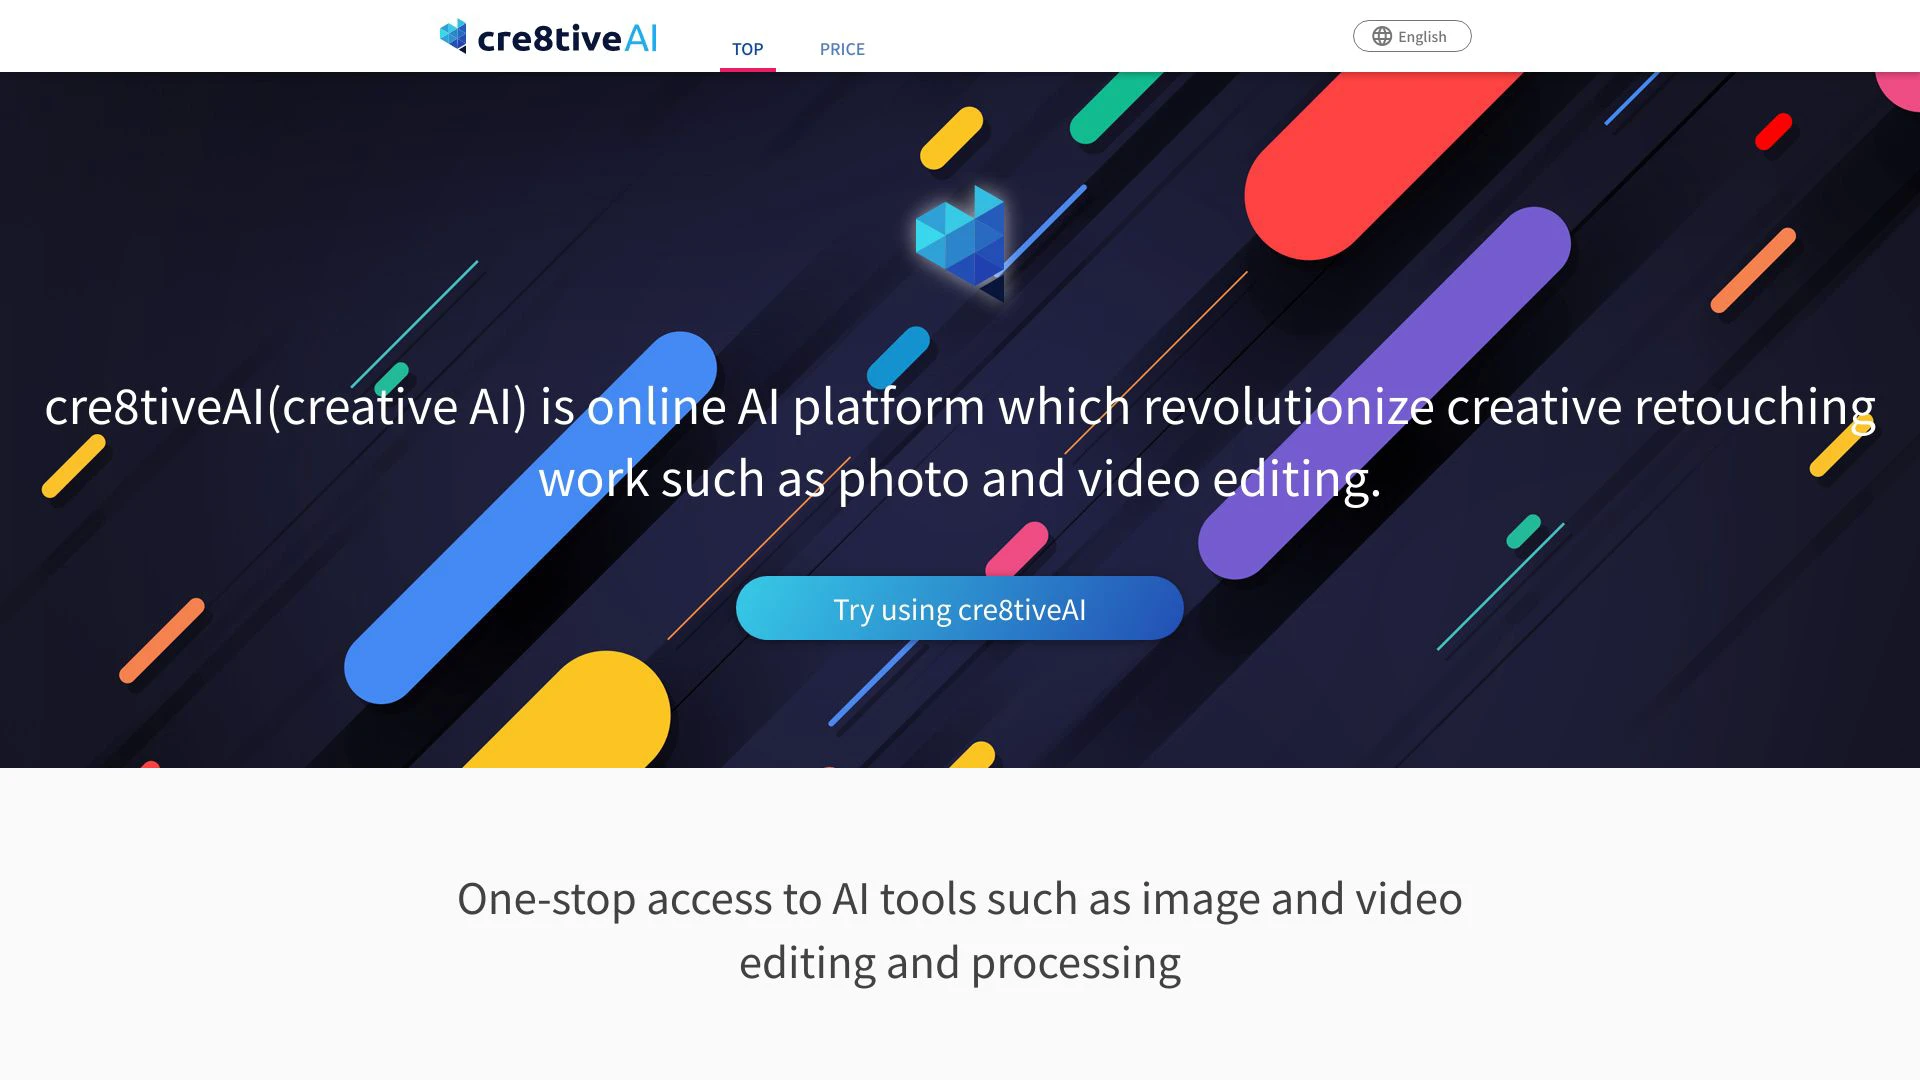 cre8tiveAI
TOP
PRICE
English
cre8tiveAI(creative AI) is online AI platform which revolutionize creative retouching
work such as photo and video editing.
Try using cre8tiveAI
One-stop access to AI tools such as image and video
editing and processing